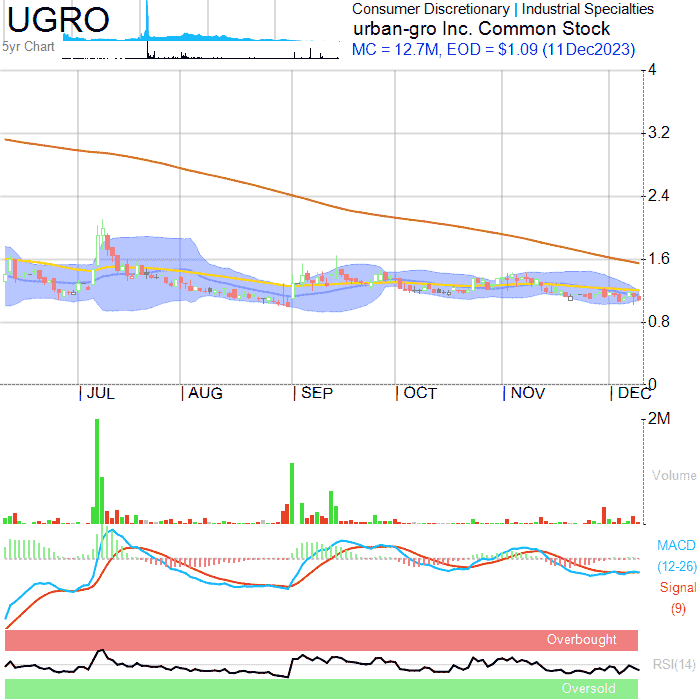 UGRO
5yr Chart
Consumer Discretionary | Industrial Specialties
urban-gro Inc. Common Stock
MC = 12.7M, EOD = $1.09 (11Dec2023)
4
3.2
2.4
1.6
0.8
0
| JUL
| AUG
| SEP
| OCT
| NOV
| DEC
2M
Volume
MACD
(12-26)
Signal
(9)
Overbought
RSI(14)
Oversold